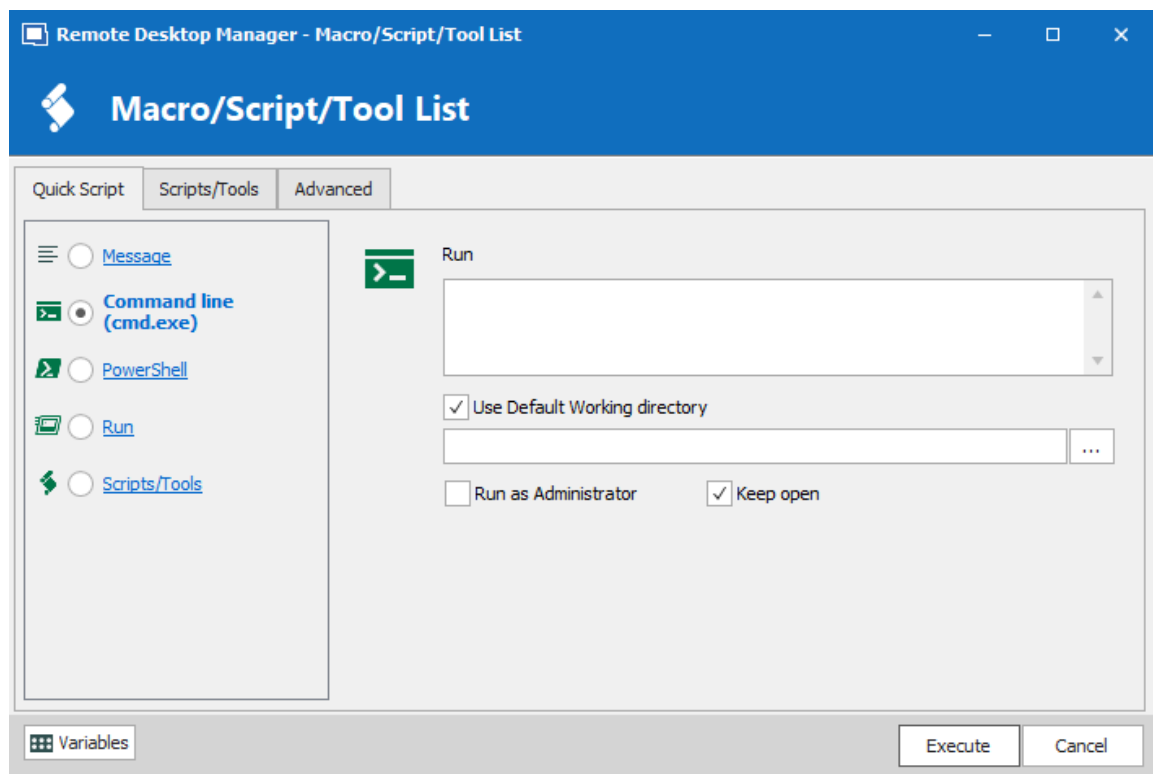 Remote Desktop Manager - Macro/Script/Tool List
Macro/Script/Tool List
Quick Script
Scripts/Tools
Advanced
Message
Command line
(cmd.exe)
PowerShell
Run
Scripts/Tools
Run
Use Default Working directory
...
Run as Administrator
Keep open
Variables
Execute
Cancel